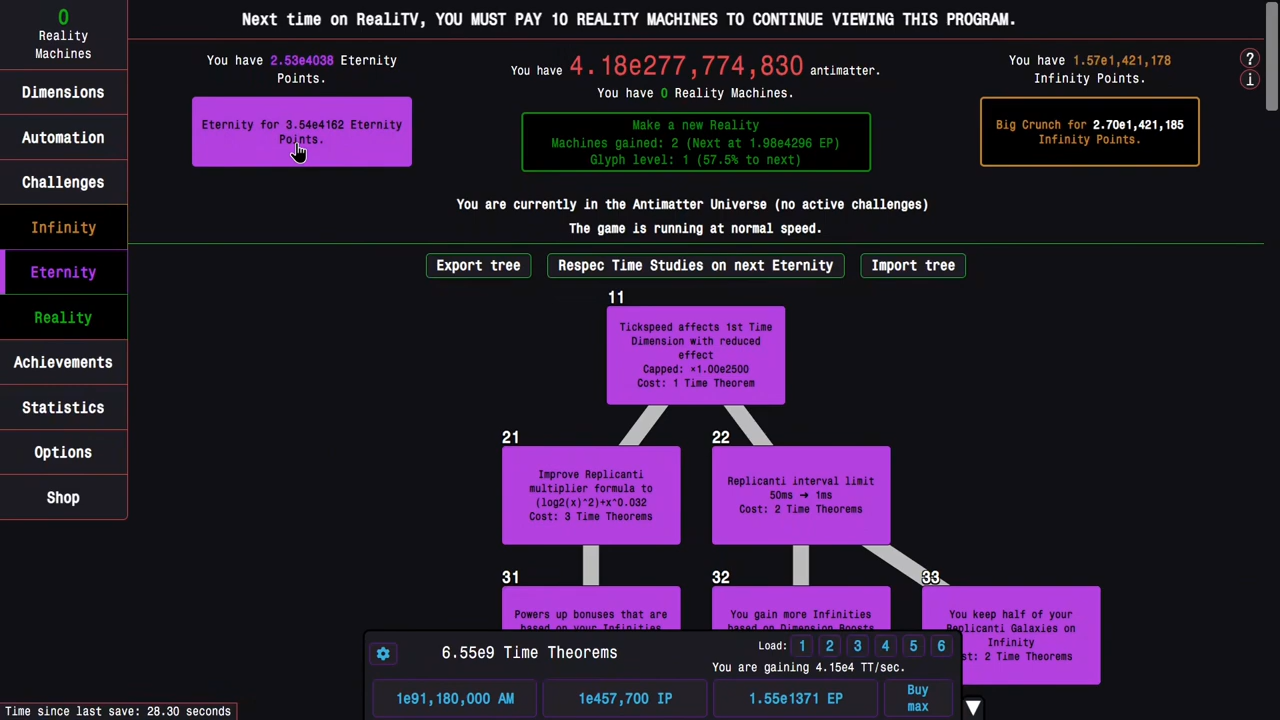 0
Reality
Machines
Dimensions
Automation
Challenges
Infinity
Eternity
Reality
Achievements
Statistics
Options
Shop
Next time on RealiTV, YOU MUST PAY 10 REALITY MACHINES TO CONTINUE VIEWING THIS PROGRAM.
You have 2.53e4038 Eternity
Points.
Eternity for 3.54e4162 Eternity
Points.
You have 4.18e277,774,830 antimatter.
You have 0 Reality Machines.
Make a new Reality
Machines gained: 2 (Next at 1.98e4296 EP)
Glyph level: 1 (57.5% to next)
You have 1.57e1,421,178
Infinity Points.
Big Crunch for 2.70e1,421,185
Infinity Points.
?
i
You are currently in the Antimatter Universe (no active challenges)
The game is running at normal speed.
Export tree
Respec Time Studies on next Eternity
Import tree
11
Tickspeed affects 1st Time
Dimension with reduced
effect
Capped: ×1.00e2500
Cost: 1 Time Theorem
21
Improve Replicanti
multiplier formula to
(log2(x)^2)+x^0.032
Cost: 3 Time Theorems
22
Replicanti interval limit
50ms → 1ms
Cost: 2 Time Theorems
31
Powers up bonuses that are
based on your Infinities
32
You gain more Infinities
based on Dimension Boosts
33
You keep half of your
Replicanti Galaxies on
Infinity
st: 2 Time Theorems
6.55e9 Time Theorems
Load: 1 2 3 4 5 6
You are gaining 4.15e4 TT/sec.
1e91,180,000 AM
1e457,700 IP
1.55e1371 EP
Buy
max
Time since last save: 28.30 seconds